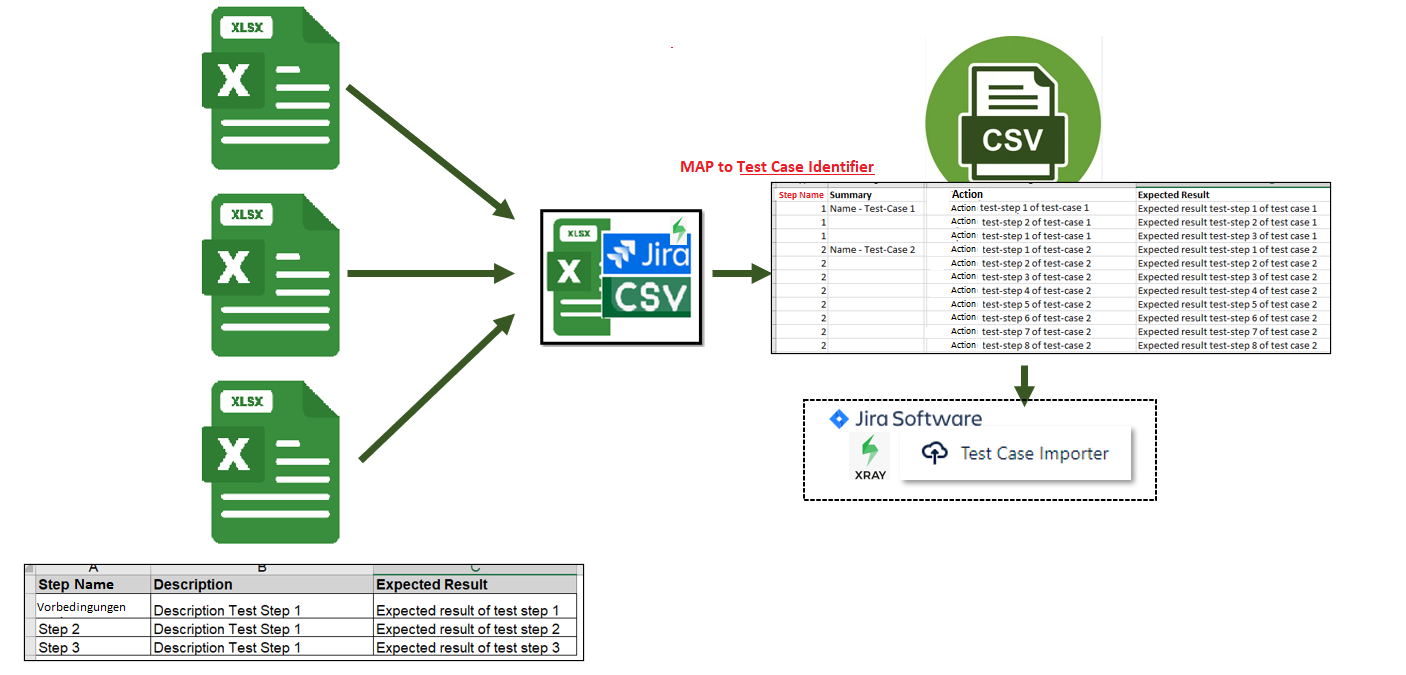 XLSX
X
XLSX
X
XLSX
X
XLSX
X
Jira
CSV
CSV
MAP to Test Case Identifier
Step Name Summary Action Expected Result
1 Name - Test-Case 1 Action test-step 1 of test-case 1 Expected result test-step 1 of test case 1
1 Action test-step 2 of test-case 1 Expected result test-step 2 of test case 1
1 Action test-step 1 of test-case 1 Expected result test-step 3 of test case 1
2 Name - Test-Case 2 Action test-step 1 of test-case 2 Expected result test-step 1 of test case 2
2 Action test-step 2 of test-case 2 Expected result test-step 2 of test case 2
2 Action test-step 3 of test-case 2 Expected result test-step 3 of test case 2
2 Action test-step 4 of test-case 2 Expected result test-step 4 of test case 2
2 Action test-step 5 of test-case 2 Expected result test-step 5 of test case 2
2 Action test-step 6 of test-case 2 Expected result test-step 6 of test case 2
2 Action test-step 7 of test-case 2 Expected result test-step 7 of test case 2
2 Action test-step 8 of test-case 2 Expected result test-step 8 of test case 2
Jira Software
XRAY
Test Case Importer
A B C
Step Name Description Expected Result
Vorbedingungen Description Test Step 1 Expected result of test step 1
Step 2 Description Test Step 1 Expected result of test step 2
Step 3 Description Test Step 1 Expected result of test step 3